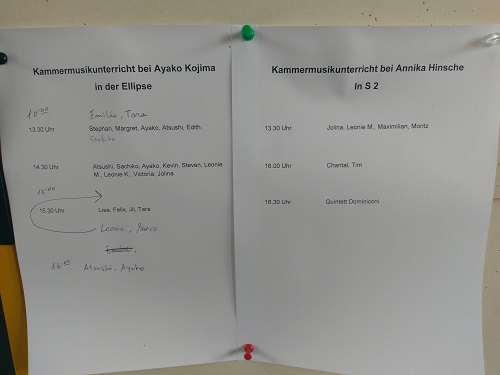 Kammermusikunterricht bei Ayako Kojima
in der Ellipse
Emilia, Tara
13.30 Uhr Stephan, Margret, Ayako, Atsushi, Edith,
14.30 Uhr Atsushi, Sachiko, Ayako, Kevin, Steven, Leonie
M., Leonie K., Victoria, Jolina
15.30 Uhr Lisa, Felix, Jil, Tara
Leonie,
Atsushi, Ayako
Kammermusikunterricht bei Annika Hinsche
In S 2
13.30 Uhr Jolina, Leonie M., Maximilian, Moritz
16.00 Uhr Chantal, Tim
16.30 Uhr Quintett Dominiconi